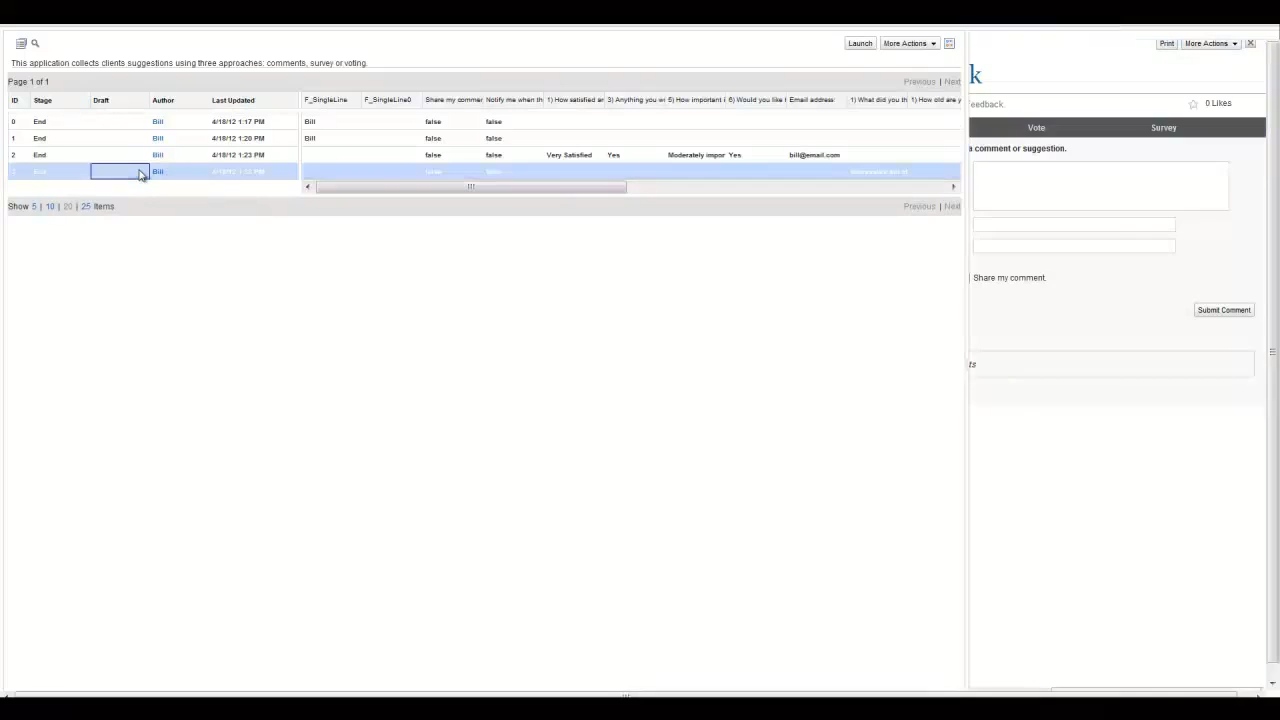 Launch More Actions
This application collects clients suggestions using three approaches: comments, survey or voting.
Page 1 of 1 Previous | Next
ID Stage Draft Author Last Updated F_SingleLine F_SingleLine0 Share my commer Notify me when th 1) How satisfied ar 3) Anything you w 5) How important i 6) Would you like t Email address: 1) What did you th 1) How old are y
0 End Bill 4/18/12 1:17 PM Bill false false
1 End Bill 4/18/12 1:20 PM Bill false false
2 End Bill 4/18/12 1:23 PM false false Very Satisfied Yes Moderately impor Yes bill@email.com
End Bill false
Show 5 | 10 | 20 | 25 items Previous | Next
Print More Actions
k
eedback. 0 Likes
Vote Survey
a comment or suggestion.
Share my comment.
Submit Comment
ts